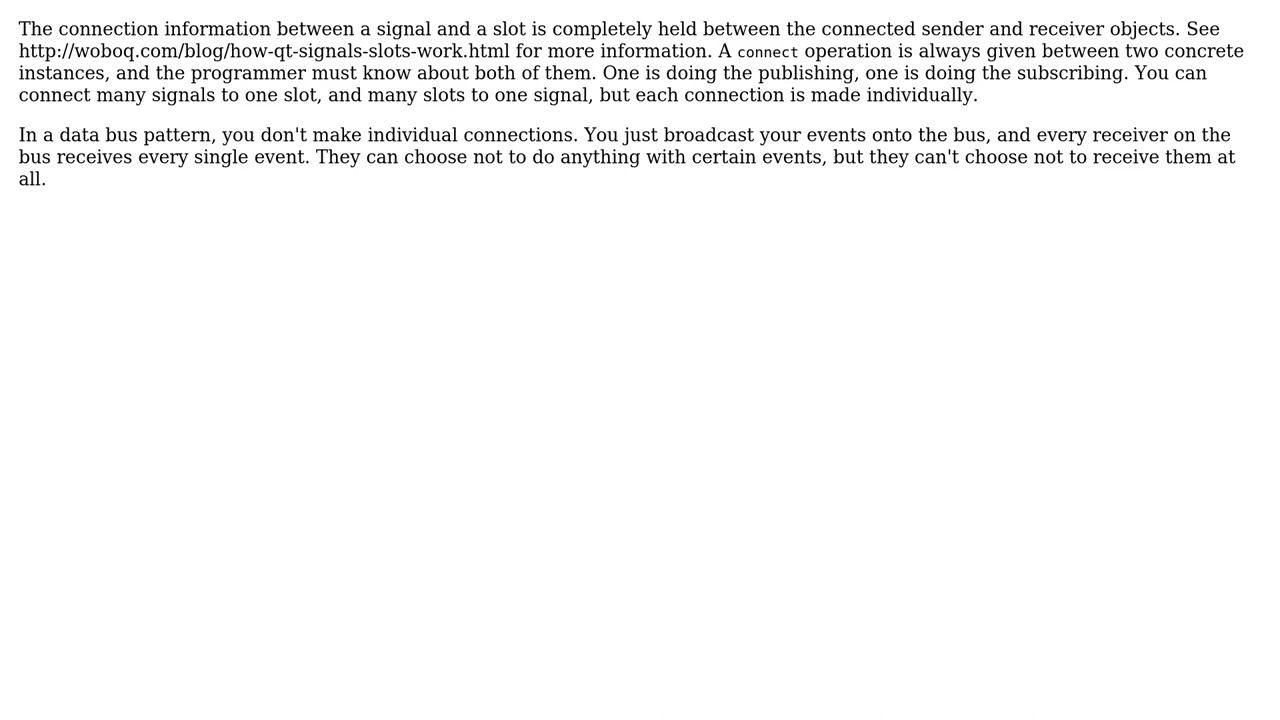 The connection information between a signal and a slot is completely held between the connected sender and receiver objects. See
http://woboq.com/blog/how-qt-signals-slots-work.html for more information. A connect operation is always given between two concrete
instances, and the programmer must know about both of them. One is doing the publishing, one is doing the subscribing. You can
connect many signals to one slot, and many slots to one signal, but each connection is made individually.
In a data bus pattern, you don't make individual connections. You just broadcast your events onto the bus, and every receiver on the
bus receives every single event. They can choose not to do anything with certain events, but they can't choose not to receive them at
all.